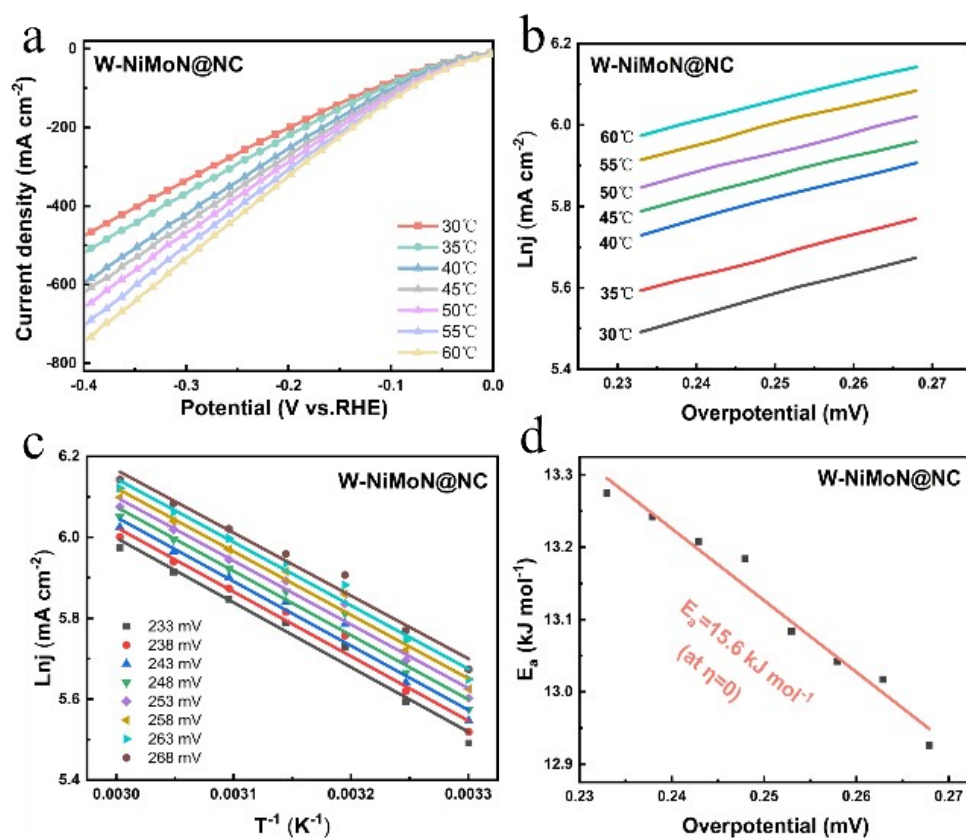 a
W-NiMoN@NC
0
-200
-400
-600
-800
Current density (mA cm⁻²)
30℃
35℃
40℃
45℃
50℃
55℃
60℃
-0.4
-0.3
-0.2
-0.1
0.0
Potential (V vs.RHE)
b
W-NiMoN@NC
6.2
6.0
5.8
5.6
5.4
Lnj (mA cm⁻²)
60℃
55℃
50℃
45℃
40℃
35℃
30℃
0.23
0.24
0.25
0.26
0.27
Overpotential (mV)
c
W-NiMoN@NC
6.2
6.0
5.8
5.6
5.4
Lnj (mA cm⁻²)
233 mV
238 mV
243 mV
248 mV
253 mV
258 mV
263 mV
268 mV
0.0030
0.0031
0.0032
0.0033
T⁻¹ (K⁻¹)
d
W-NiMoN@NC
13.3
13.2
13.1
13.0
12.9
Eₐ (kJ mol⁻¹)
Eₐ=15.6 kJ mol⁻¹
(at η=0)
0.23
0.24
0.25
0.26
0.27
Overpotential (mV)